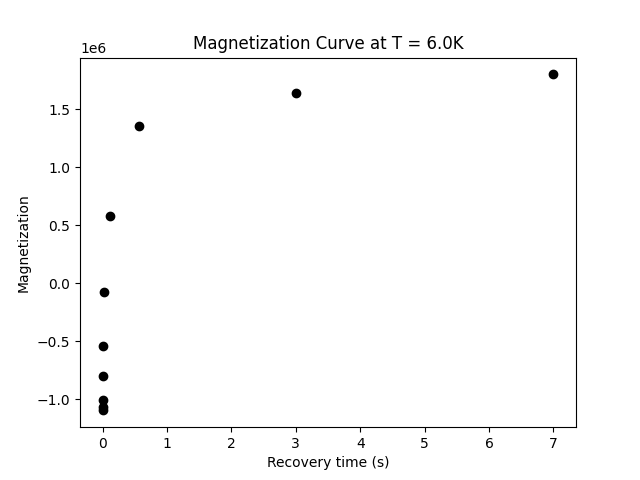 Magnetization Curve at T = 6.0K
1e6
1.5
1.0
0.5
0.0
−0.5
−1.0
Magnetization
0 1 2 3 4 5 6 7
Recovery time (s)